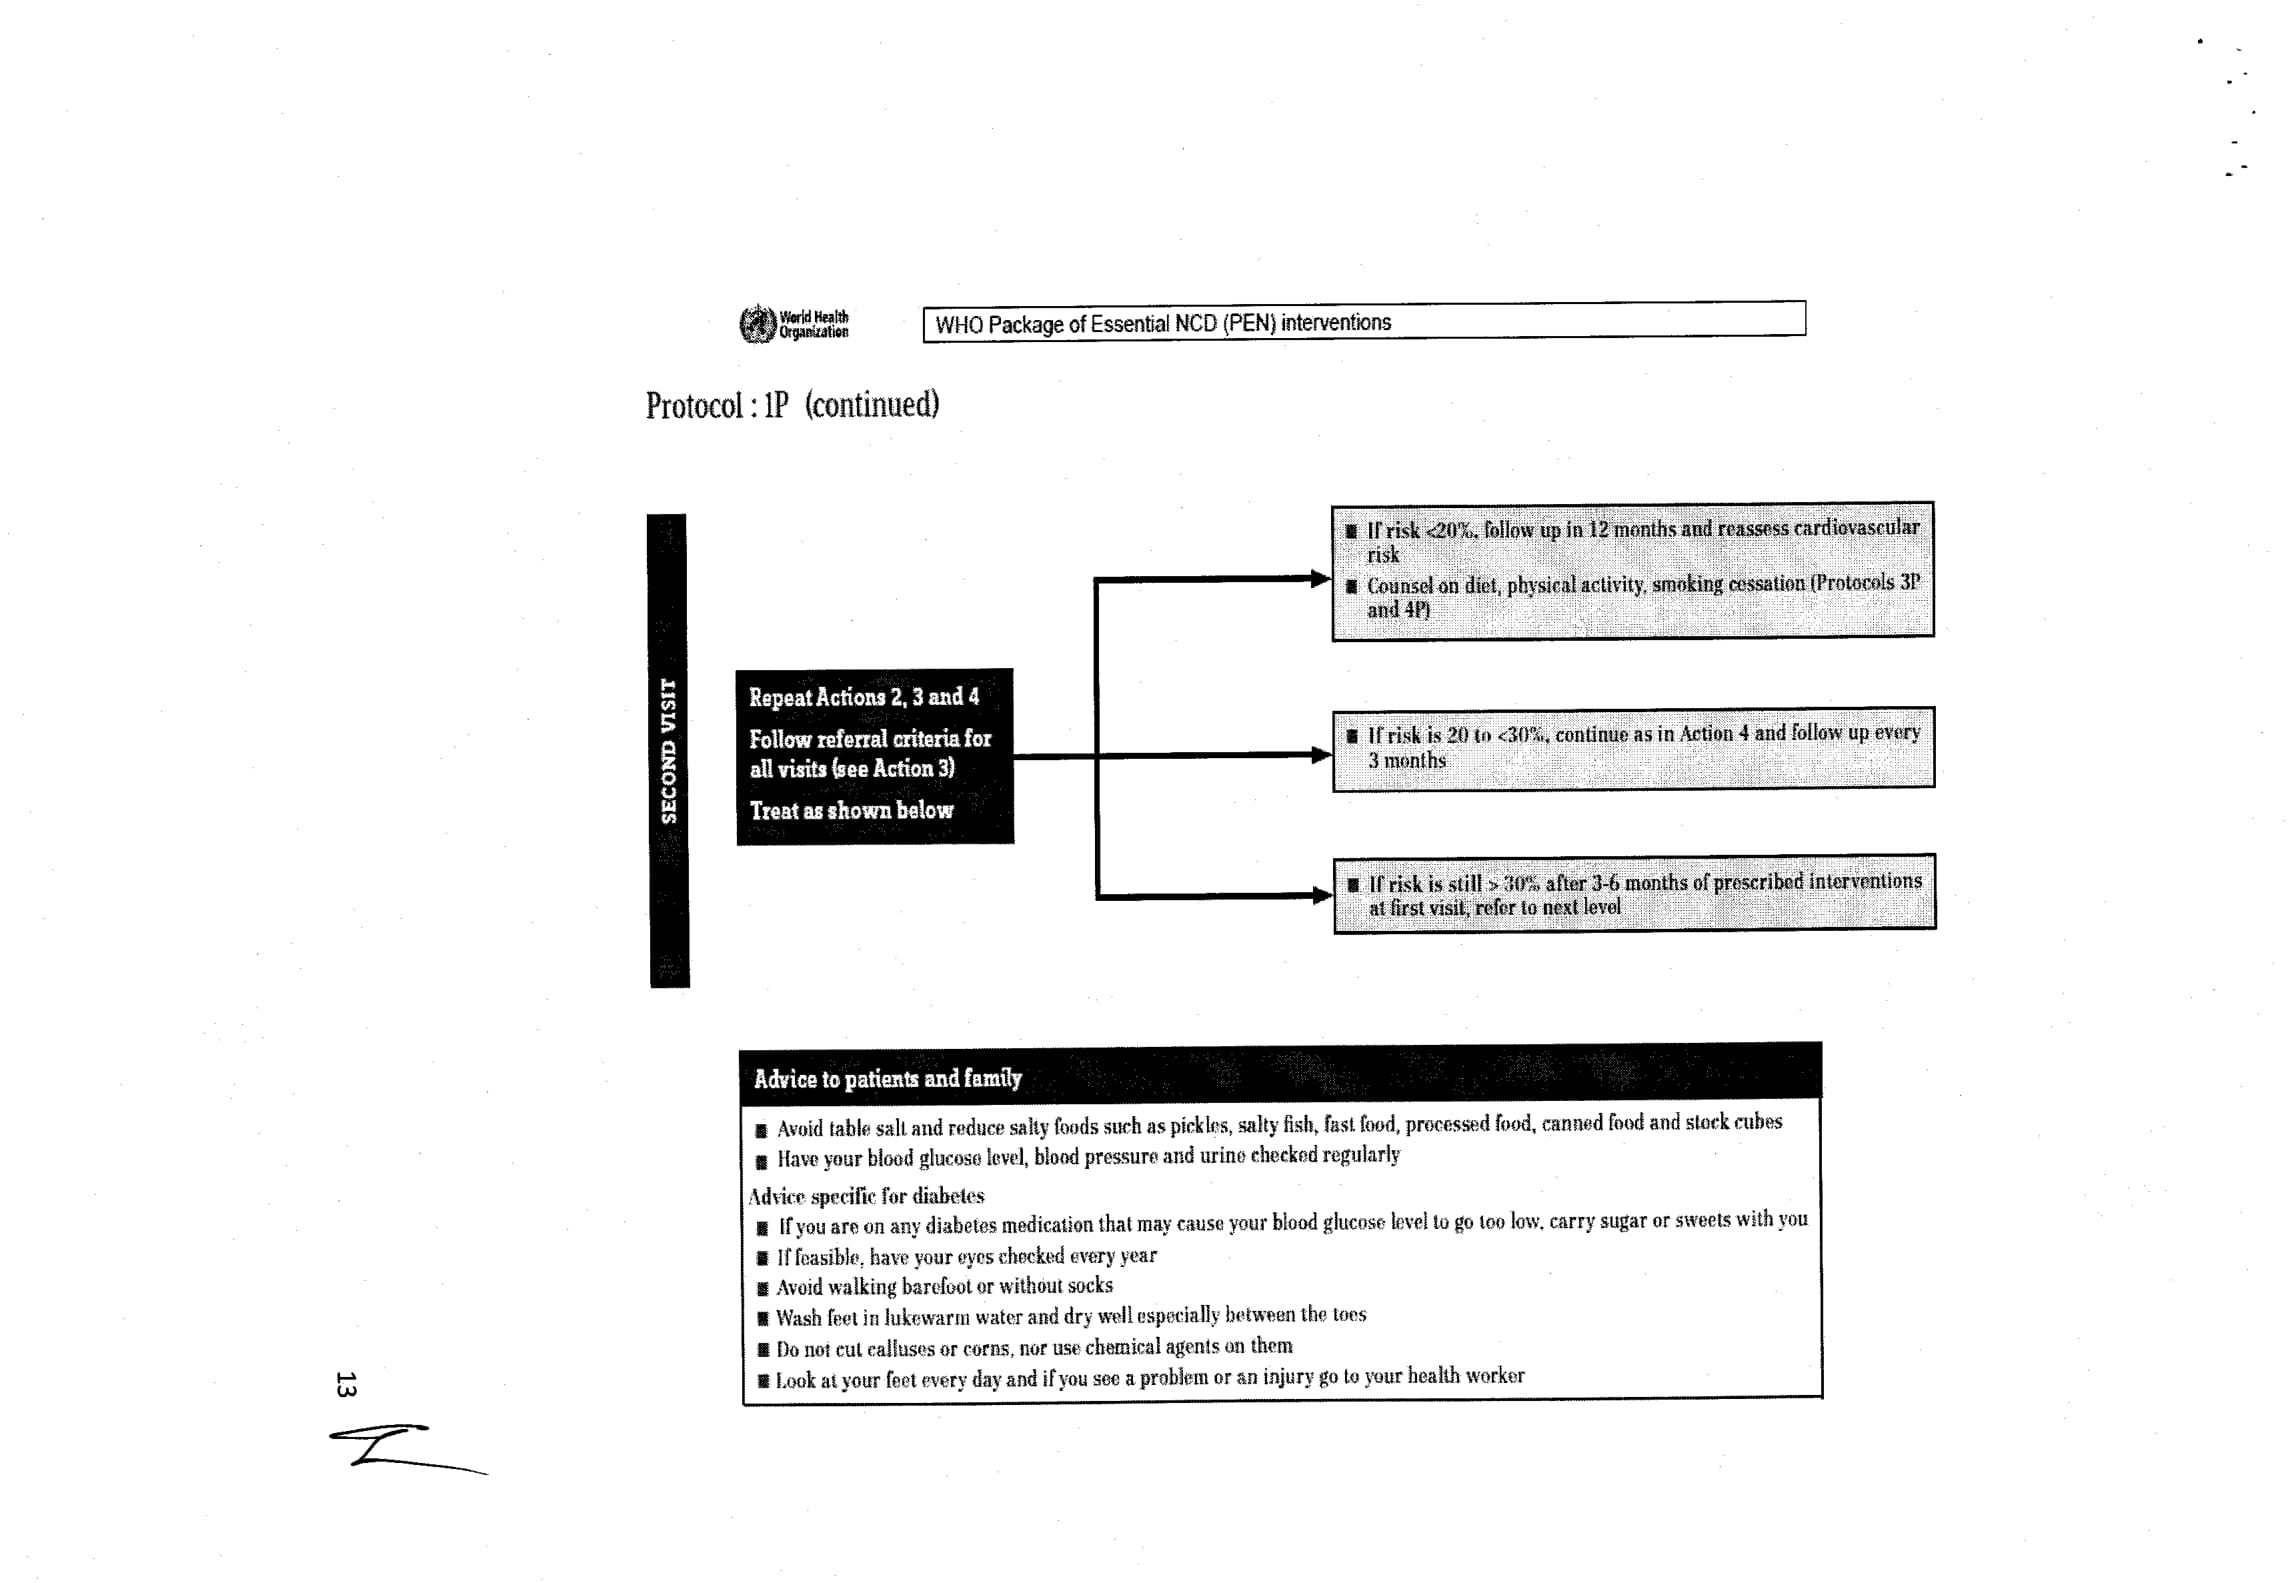 World Health
Organization
WHO Package of Essential NCD (PEN) interventions
Protocol : 1P (continued)
SECOND VISIT
Repeat Actions 2, 3 and 4
Follow referral criteria for
all visits (see Action 3)
Treat as shown below
■ If risk <20%, follow up in 12 months and reassess cardiovascular
risk
■ Counsel on diet, physical activity, smoking cessation (Protocols 3P
and 4P)
■ If risk is 20 to <30%, continue as in Action 4 and follow up every
3 months
■ If risk is still > 30% after 3-6 months of prescribed interventions
at first visit, refer to next level
Advice to patients and family
■ Avoid table salt and reduce salty foods such as pickles, salty fish, fast food, processed food, canned food and stock cubes
■ Have your blood glucose level, blood pressure and urine checked regularly
Advice specific for diabetes
■ If you are on any diabetes medication that may cause your blood glucose level to go too low, carry sugar or sweets with you
■ If feasible, have your eyes checked every year
■ Avoid walking barefoot or without socks
■ Wash feet in lukewarm water and dry well especially between the toes
■ Do not cut calluses or corns, nor use chemical agents on them
■ Look at your feet every day and if you see a problem or an injury go to your health worker
13